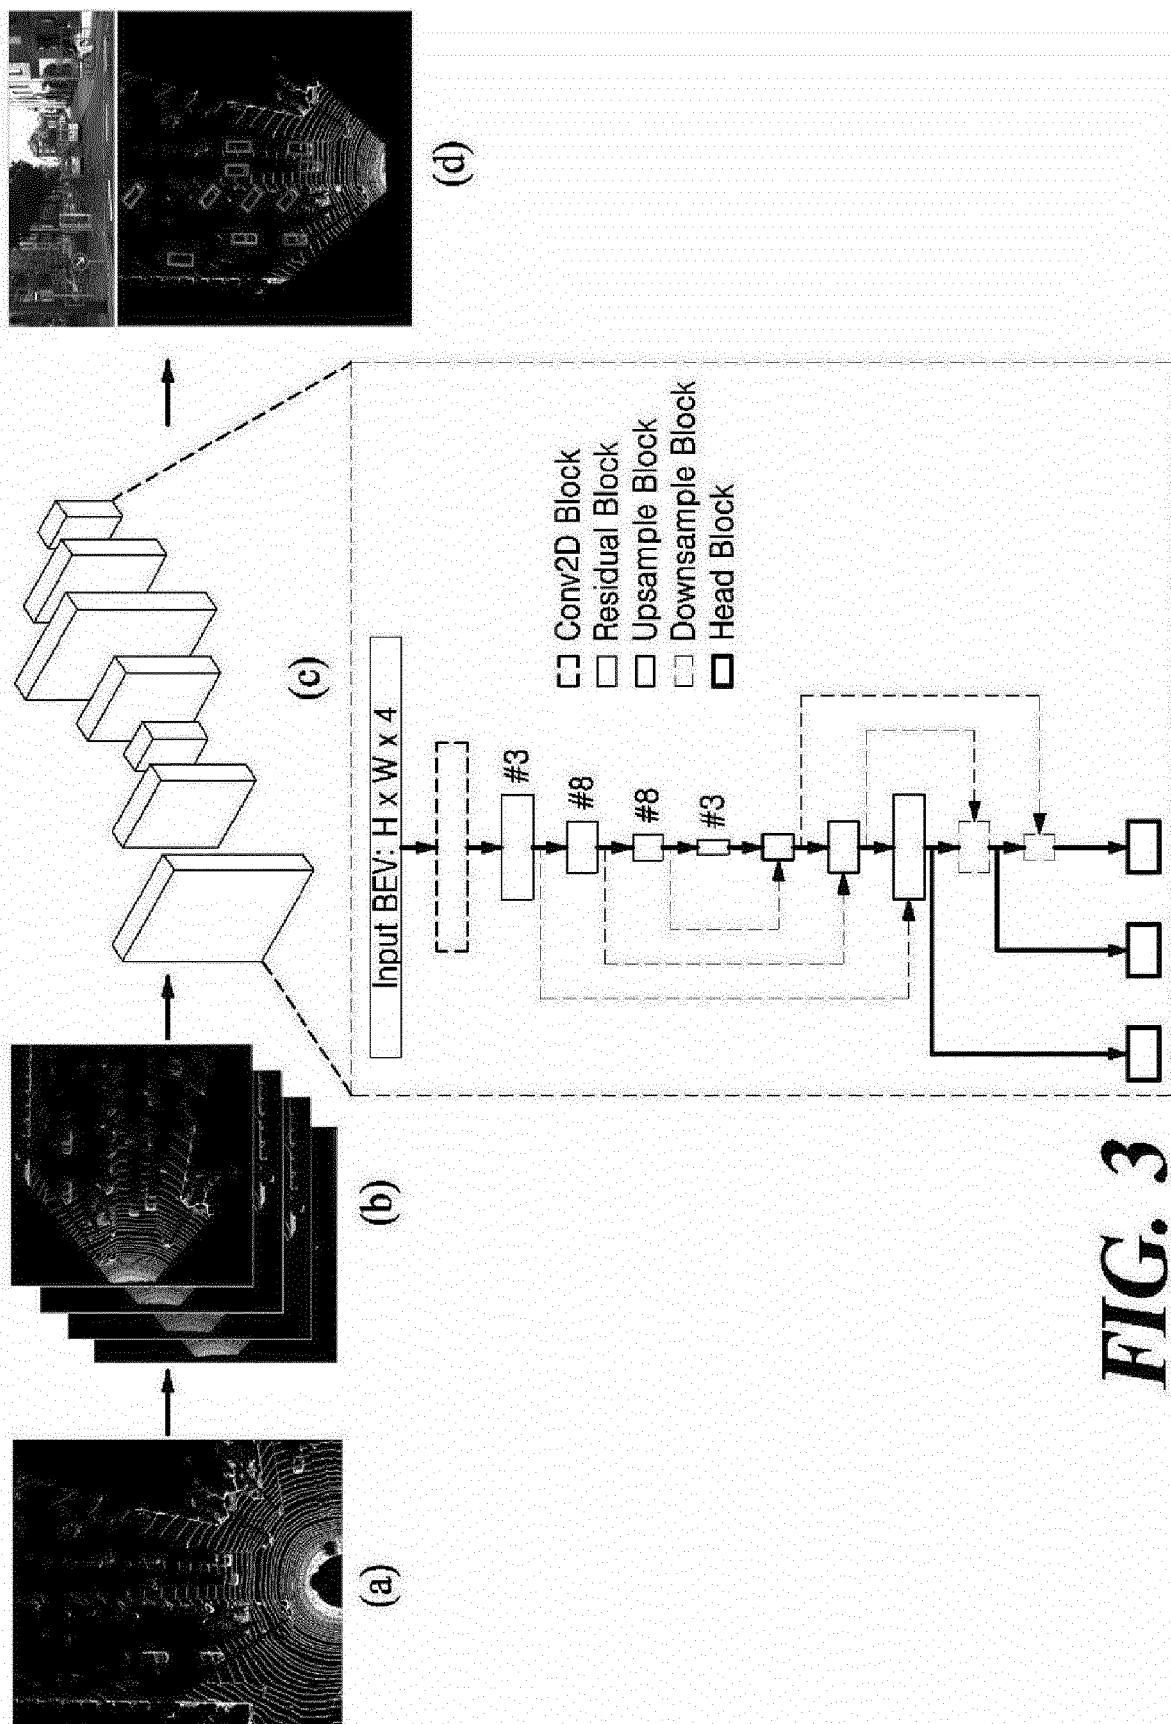 (a)
(b)
(c)
(d)
Input BEV: H x W x 4
#3
#8
#8
#3
Conv2D Block
Residual Block
Upsample Block
Downsample Block
Head Block
FIG. 3